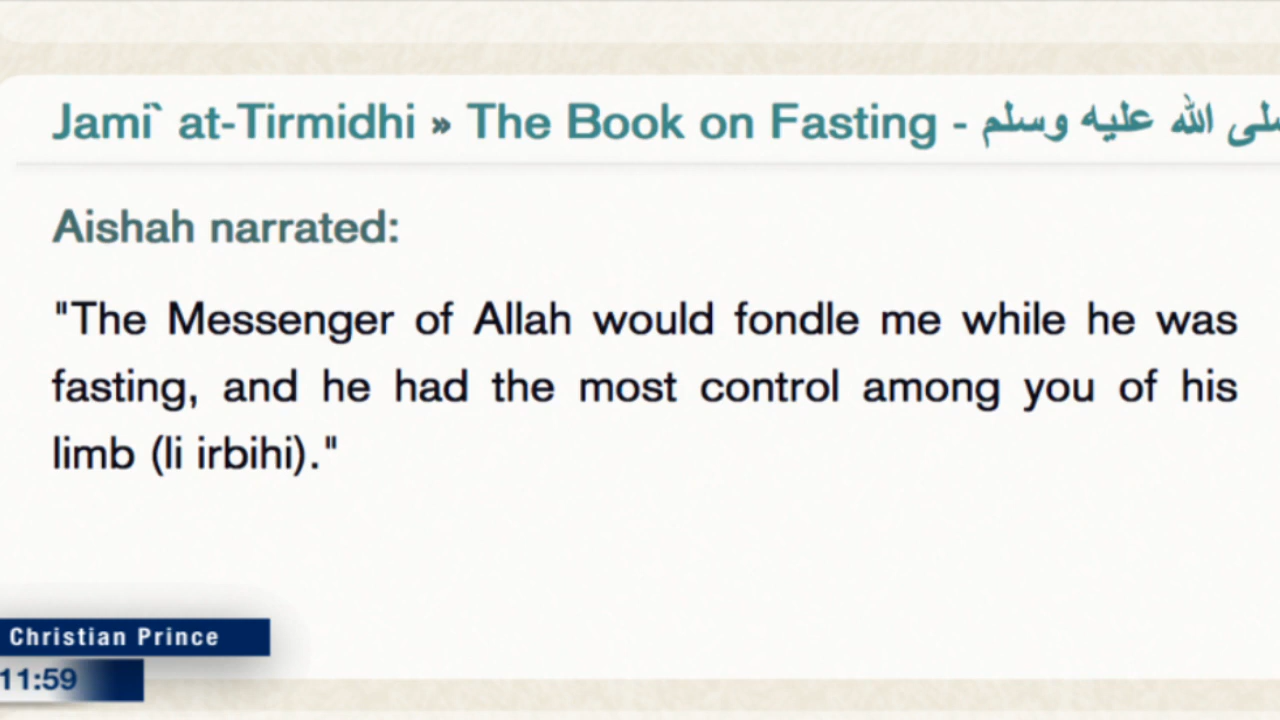 Jami` at-Tirmidhi » The Book on Fasting - صلى الله عليه وسلم
Aishah narrated:
"The Messenger of Allah would fondle me while he was
fasting, and he had the most control among you of his
limb (li irbihi)."
Christian Prince
11:59